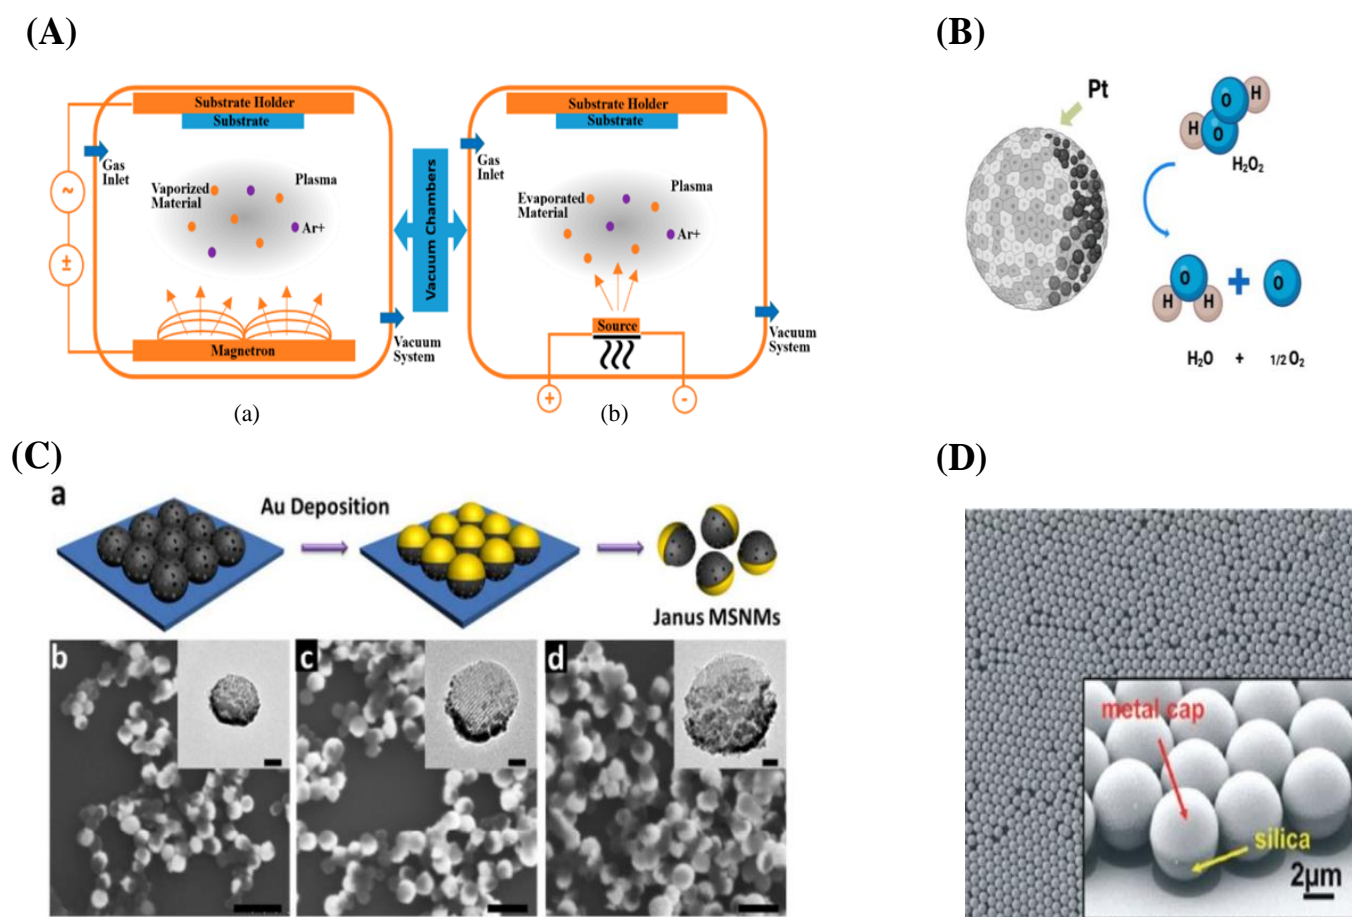 (A)
Substrate Holder
Substrate
Gas
Inlet
Vaporized
Material
Plasma
Ar+
~
±
Magnetron
Vacuum
System
(a)
Vacuum Chambers
Substrate Holder
Substrate
Gas
Inlet
Evaporated
Material
Plasma
Ar+
Source
Vacuum
System
+
-
(b)
(B)
Pt
O H
H O
H₂O₂
O + O
H H
H₂O + 1/2 O₂
(C)
a
Au Deposition
Janus MSNMs
b
c
d
(D)
metal cap
silica
2μm